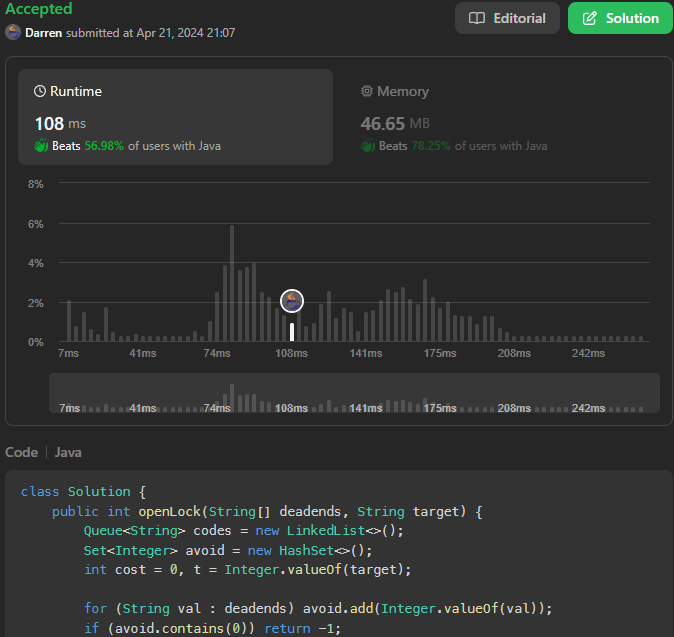 Accepted
Editorial
Solution
Darren submitted at Apr 21, 2024 21:07
Runtime
108 ms
Beats 56.98% of users with Java
Memory
46.65 MB
Beats 78.25% of users with Java
8%
6%
4%
2%
0%
7ms 41ms 74ms 108ms 141ms 175ms 208ms 242ms
7ms 41ms 74ms 108ms 141ms 175ms 208ms 242ms
Code | Java
class Solution {
    public int openLock(String[] deadends, String target) {
        Queue<String> codes = new LinkedList<>();
        Set<Integer> avoid = new HashSet<>();
        int cost = 0, t = Integer.valueOf(target);
        for (String val : deadends) avoid.add(Integer.valueOf(val));
        if (avoid.contains(0)) return -1;